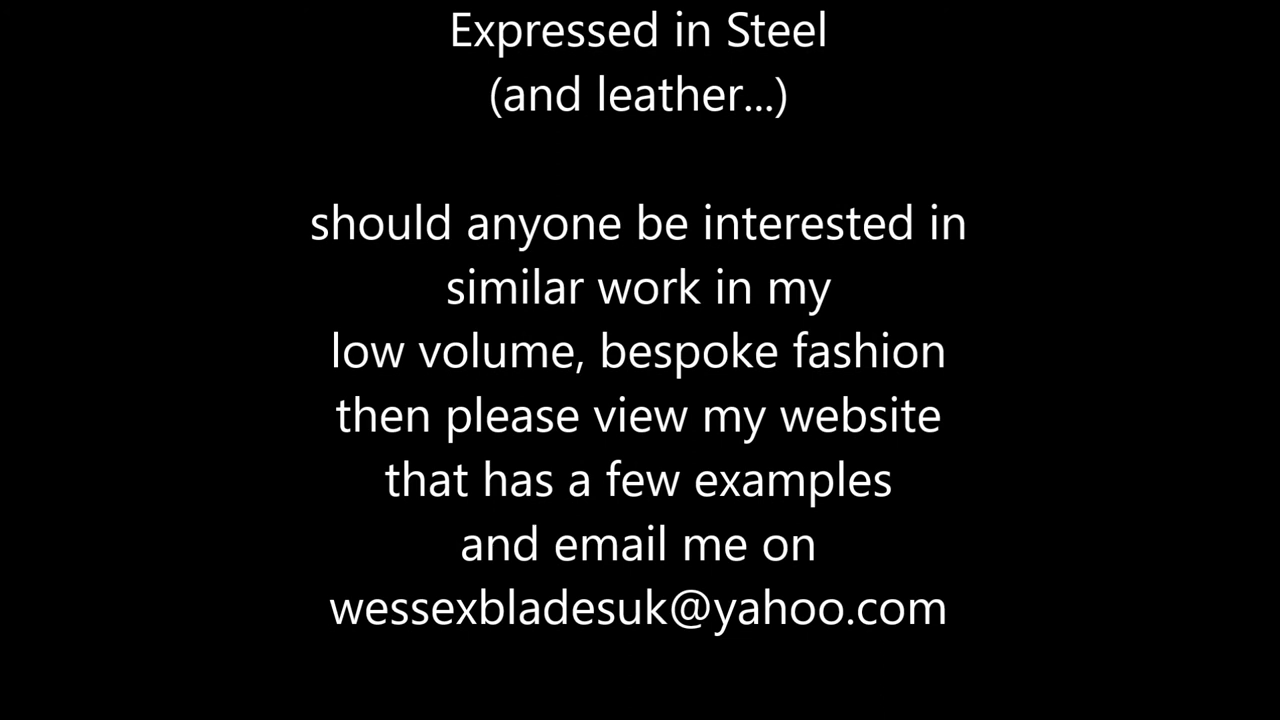 Expressed in Steel
(and leather...)
should anyone be interested in
similar work in my
low volume, bespoke fashion
then please view my website
that has a few examples
and email me on
wessexbladesuk@yahoo.com